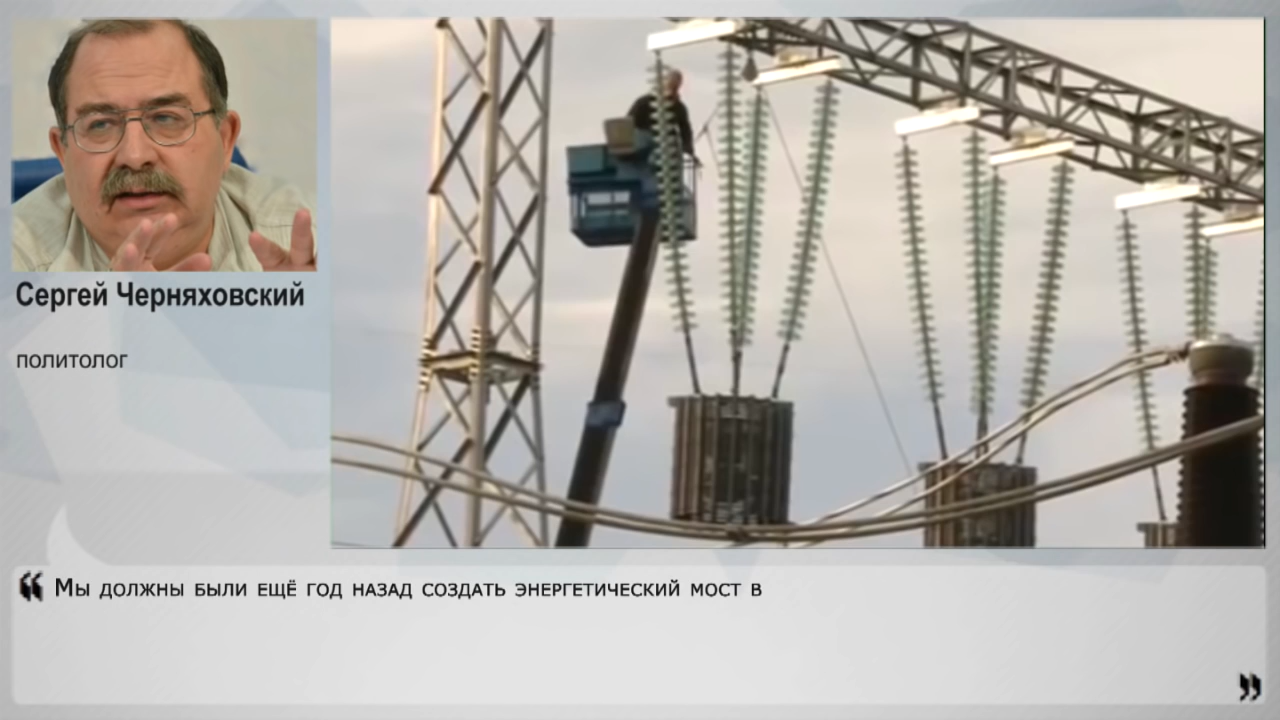 Сергей Черняховский
политолог
“ Мы должны были ещё год назад создать энергетический мост в
”